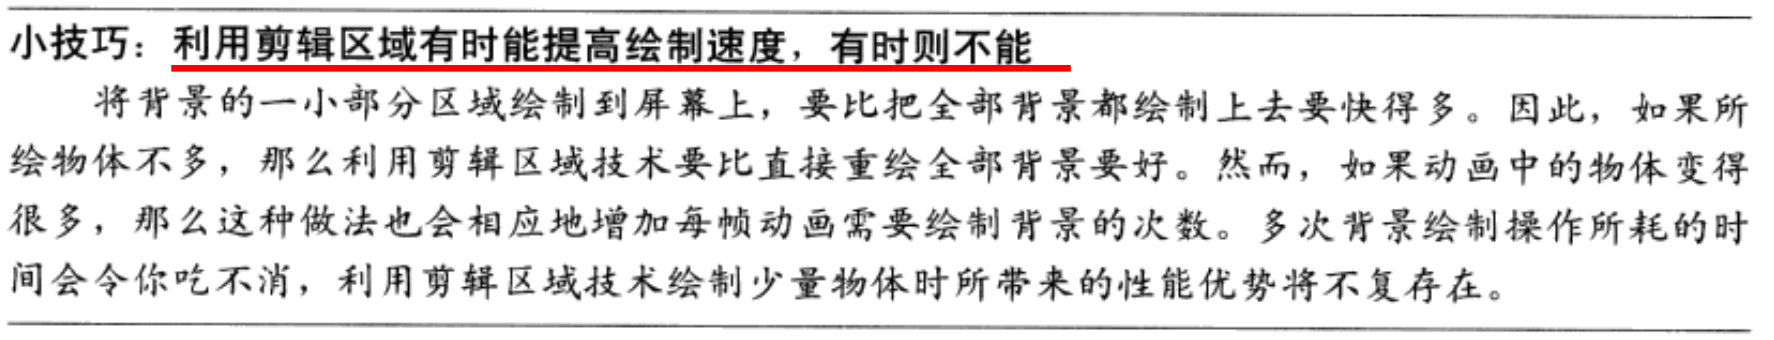 小技巧：利用剪辑区域有时能提高绘制速度，有时则不能
将背景的一小部分区域绘制到屏幕上，要比把全部背景都绘制上去要快得多。因此，如果所
绘物体不多，那么利用剪辑区域技术要比直接重绘全部背景要好。然而，如果动画中的物体变得
很多，那么这种做法也会相应地增加每帧动画需要绘制背景的次数。多次背景绘制操作所耗的时
间会令你吃不消，利用剪辑区域技术绘制少量物体时所带来的性能优势将不复存在。